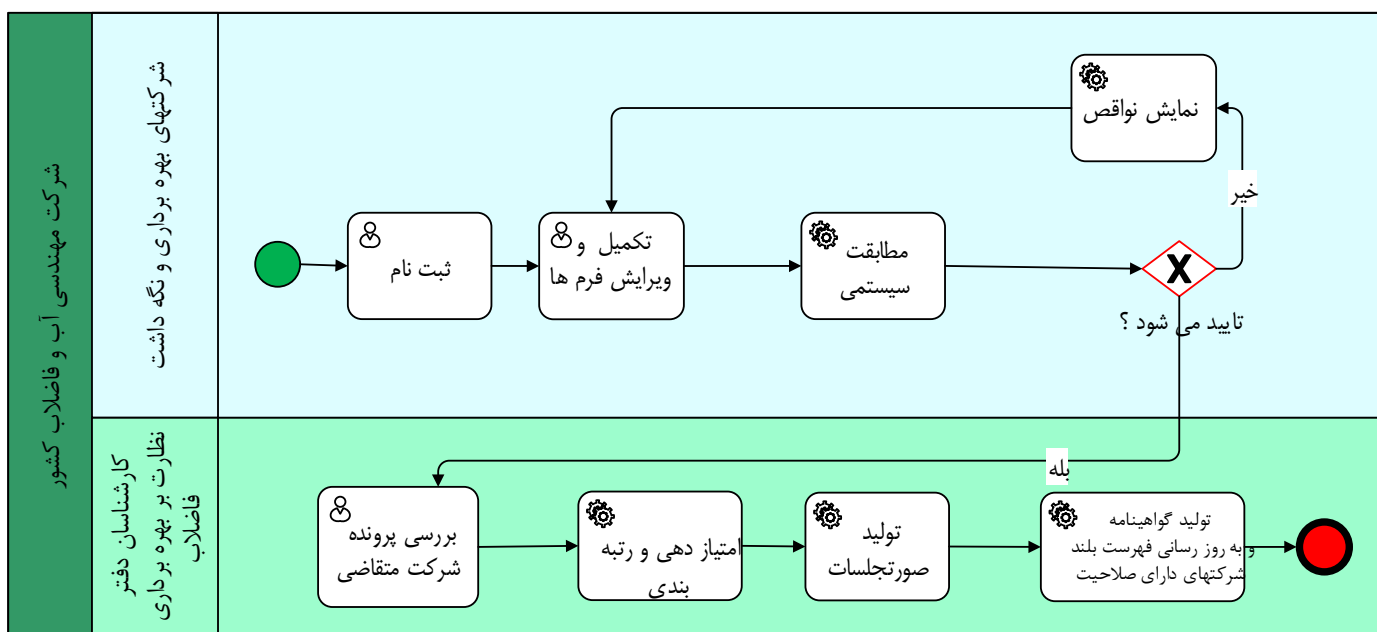 شرکت مهندسی آب و فاضلاب کشور
شرکتهای بهره برداری و نگه داشت
نمایش نواقص
خیر
ثبت نام
تکمیل و
ویرایش فرم ها
مطابقت
سیستمی
X
تایید می شود ؟
کارشناسان دفتر
نظارت بر بهره برداری
فاضلاب
بله
بررسی پرونده
شرکت متقاضی
امتیاز دهی و رتبه
بندی
تولید
صورتجلسات
تولید گواهینامه
و به روز رسانی فهرست بلند
شرکتهای دارای صلاحیت